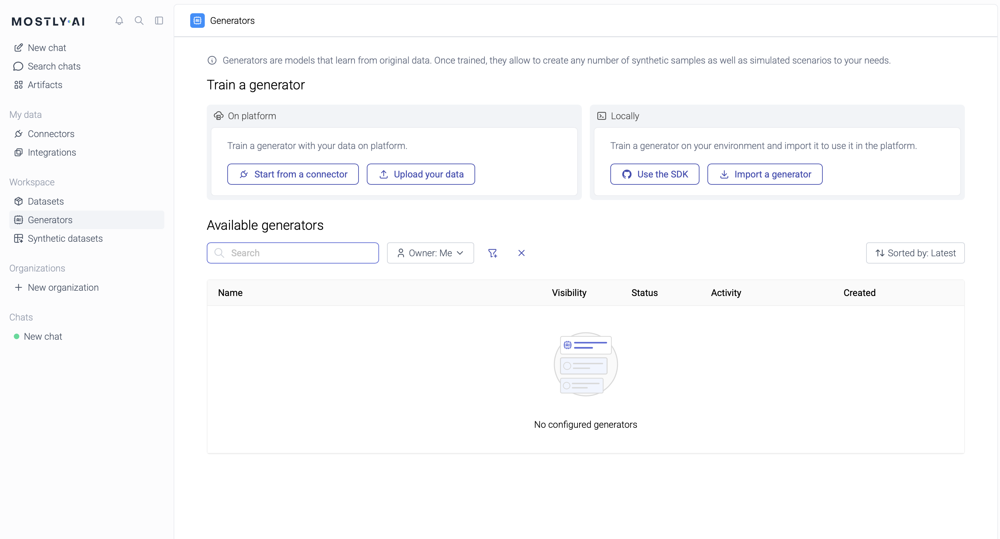 MOSTLY·AI
New chat
Search chats
Artifacts
My data
Connectors
Integrations
Workspace
Datasets
Generators
Synthetic datasets
Organizations
New organization
Chats
New chat
Generators
Generators are models that learn from original data. Once trained, they allow to create any number of synthetic samples as well as simulated scenarios to your needs.
Train a generator
On platform
Train a generator with your data on platform.
Start from a connector
Upload your data
Locally
Train a generator on your environment and import it to use it in the platform.
Use the SDK
Import a generator
Available generators
Search
Owner: Me
Sorted by: Latest
Name Visibility Status Activity Created
AI
No configured generators